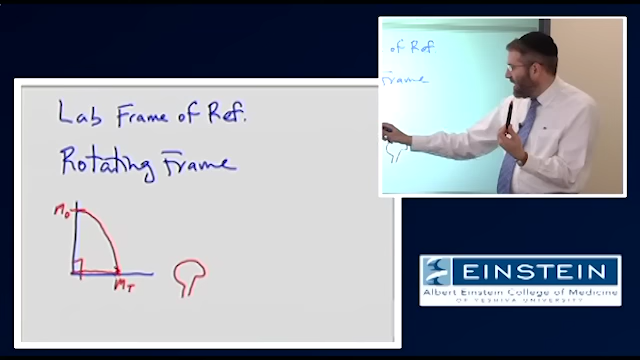 Lab Frame of Ref.
Rotating Frame
M₀
M_T
of Ref
Frame
EINSTEIN
Albert Einstein College of Medicine
OF YESHIVA UNIVERSITY